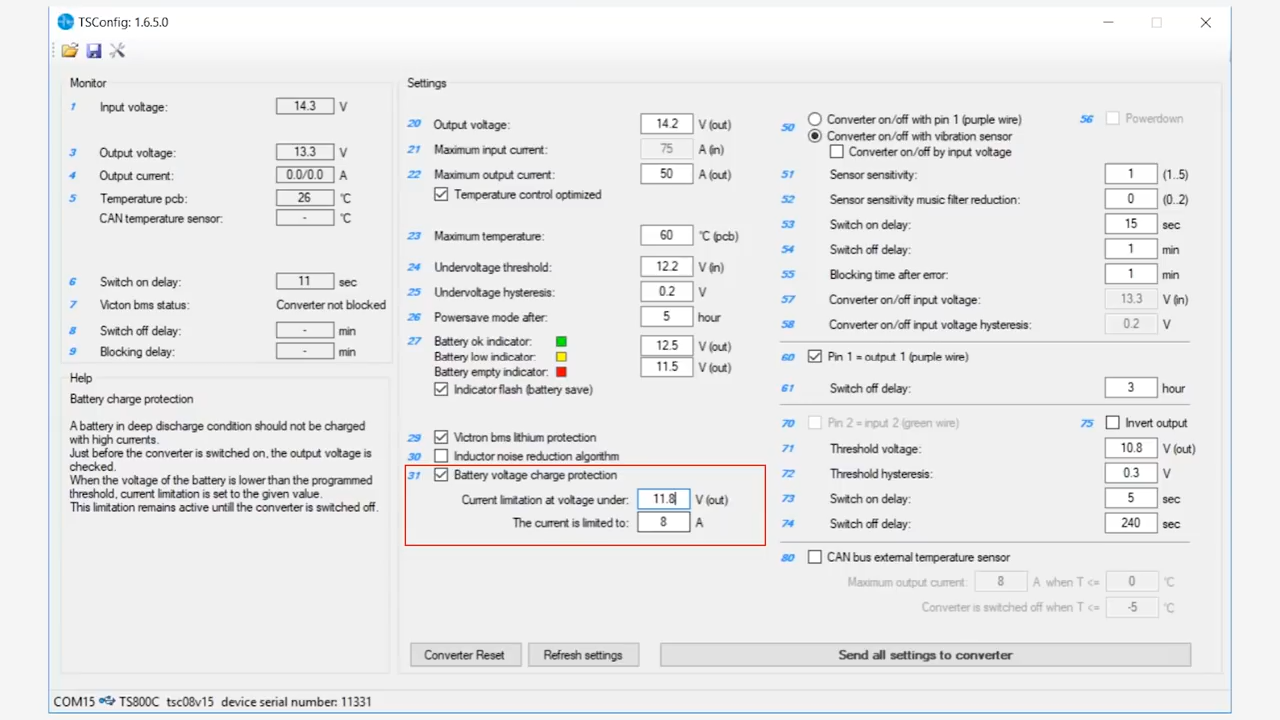 TSConfig: 1.6.5.0
Monitor
1 Input voltage: 14.3 V
3 Output voltage: 13.3 V
4 Output current: 0.0/0.0 A
5 Temperature pcb: 26 °C
CAN temperature sensor: - °C
6 Switch on delay: 11 sec
7 Victon bms status: Converter not blocked
8 Switch off delay: - min
9 Blocking delay: - min
Help
Battery charge protection
A battery in deep discharge condition should not be charged
with high currents.
Just before the converter is switched on, the output voltage is
checked.
When the voltage of the battery is lower than the programmed
threshold, current limitation is set to the given value.
This limitation remains active untill the converter is switched off.
Settings
20 Output voltage: 14.2 V (out)
21 Maximum input current: 75 A (in)
22 Maximum output current: 50 A (out)
Temperature control optimized
23 Maximum temperature: 60 °C (pcb)
24 Undervoltage threshold: 12.2 V (in)
25 Undervoltage hysteresis: 0.2 V
26 Powersave mode after: 5 hour
27 Battery ok indicator: 12.5 V (out)
Battery low indicator:
Battery empty indicator: 11.5 V (out)
Indicator flash (battery save)
29 Victron bms lithium protection
30 Inductor noise reduction algorithm
31 Battery voltage charge protection
Current limitation at voltage under: 11.8 V (out)
The current is limited to: 8 A
50 Converter on/off with pin 1 (purple wire)
Converter on/off with vibration sensor
Converter on/off by input voltage
56 Powerdown
51 Sensor sensitivity: 1 (1..5)
52 Sensor sensitivity music filter reduction: 0 (0..2)
53 Switch on delay: 15 sec
54 Switch off delay: 1 min
55 Blocking time after error: 1 min
57 Converter on/off input voltage: 13.3 V (in)
58 Converter on/off input voltage hysteresis: 0.2 V
60 Pin 1 = output 1 (purple wire)
61 Switch off delay: 3 hour
70 Pin 2 = input 2 (green wire) 75 Invert output
71 Threshold voltage: 10.8 V (out)
72 Threshold hysteresis: 0.3 V
73 Switch on delay: 5 sec
74 Switch off delay: 240 sec
80 CAN bus external temperature sensor
Maximum output current: 8 A when T <= 0 °C
Converter is switched off when T <= -5 °C
Converter Reset Refresh settings Send all settings to converter
COM15 TS800C tsc08v15 device serial number: 11331